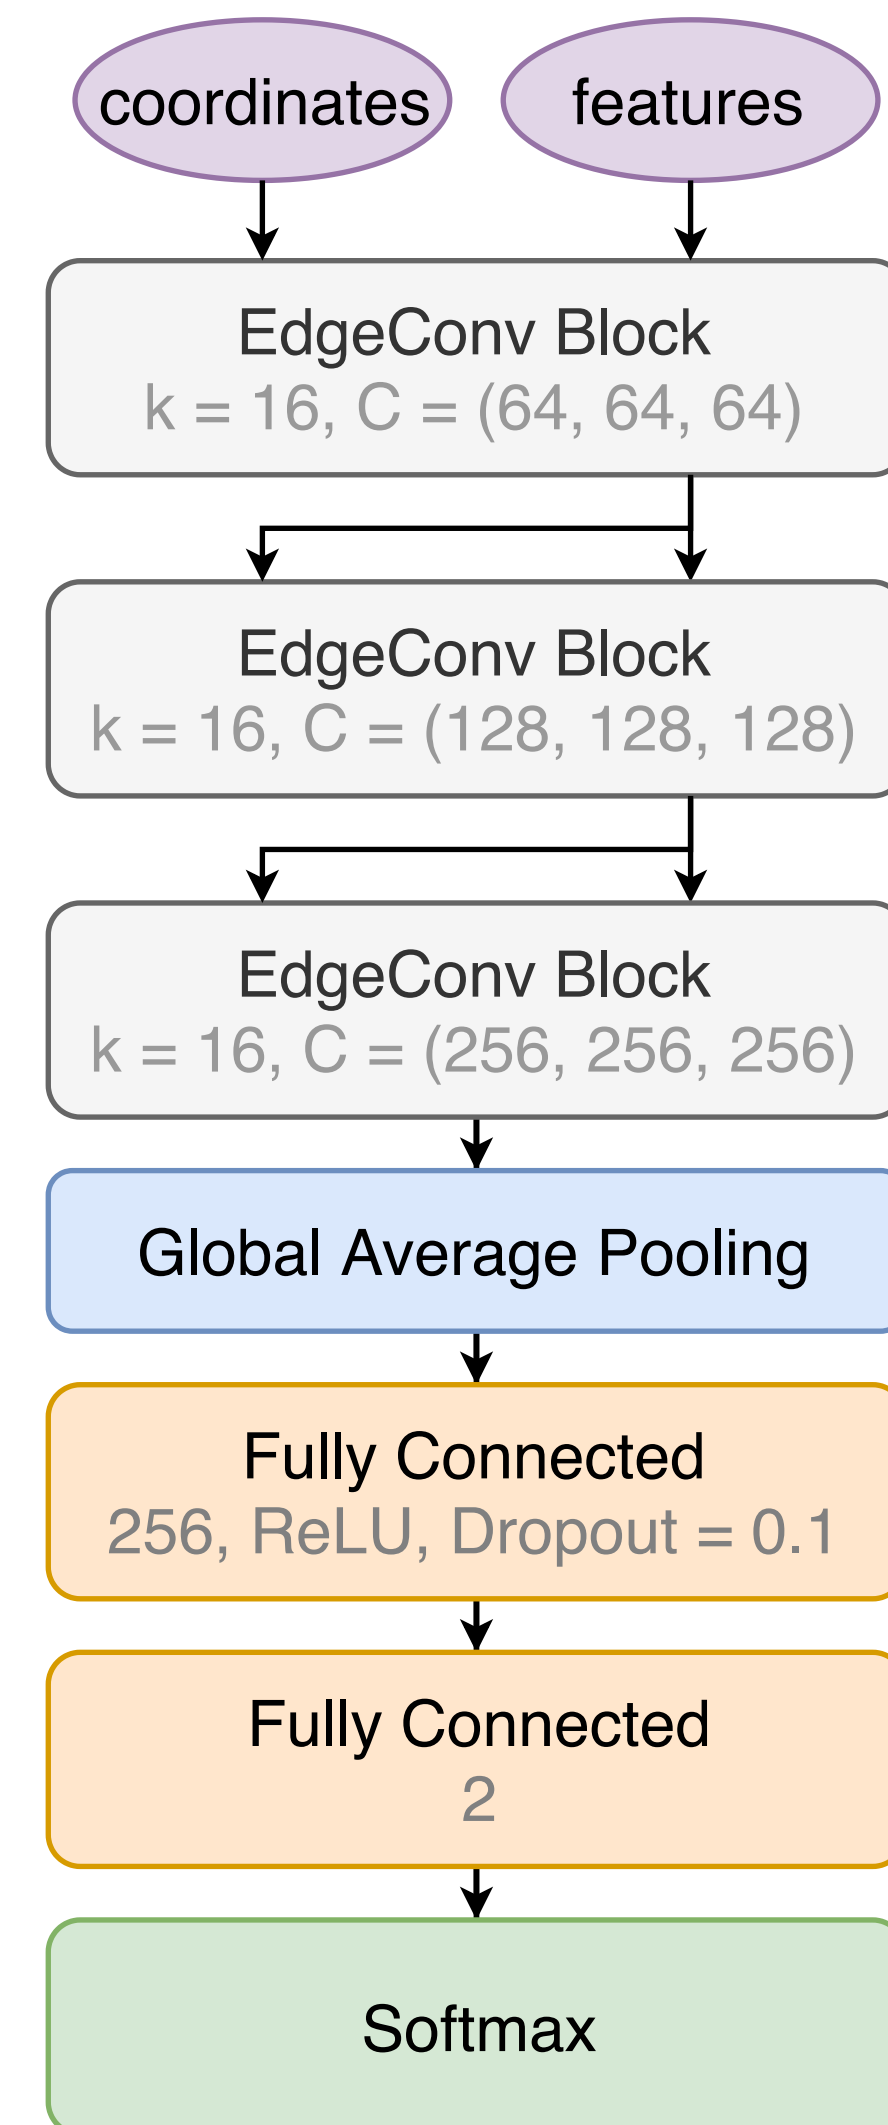 coordinates
features
EdgeConv Block
k = 16, C = (64, 64, 64)
EdgeConv Block
k = 16, C = (128, 128, 128)
EdgeConv Block
k = 16, C = (256, 256, 256)
Global Average Pooling
Fully Connected
256, ReLU, Dropout = 0.1
Fully Connected
2
Softmax